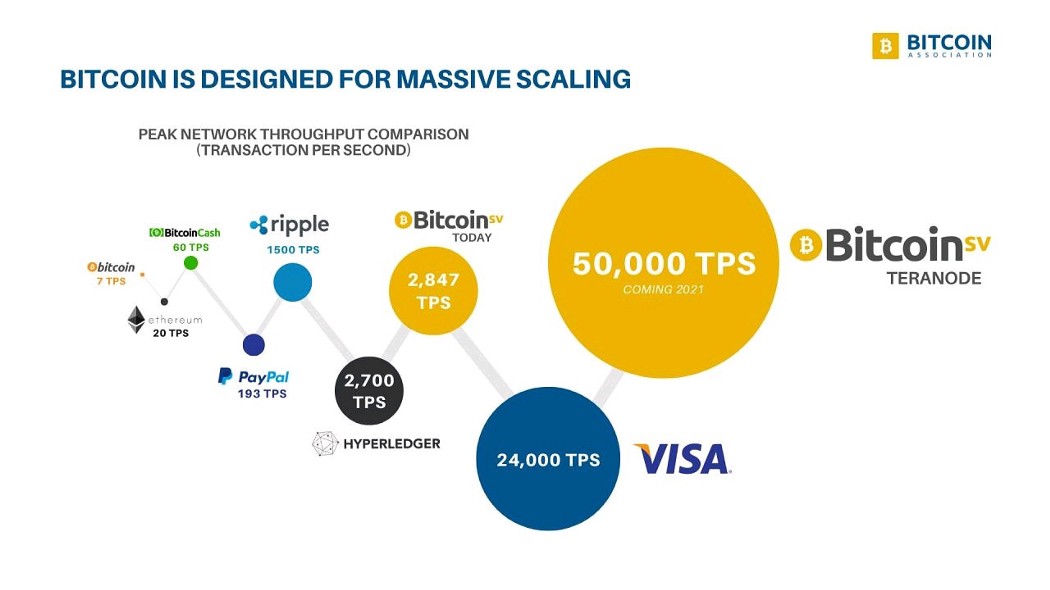 BITCOIN
ASSOCIATION
BITCOIN IS DESIGNED FOR MASSIVE SCALING
PEAK NETWORK THROUGHPUT COMPARISON
(TRANSACTION PER SECOND)
bitcoin
7 TPS
ethereum
20 TPS
BitcoinCash
60 TPS
PayPal
193 TPS
ripple
1500 TPS
2,700
TPS
HYPERLEDGER
BitcoinSV
TODAY
2,847
TPS
24,000 TPS
VISA
50,000 TPS
COMING 2021
BitcoinSV
TERANODE